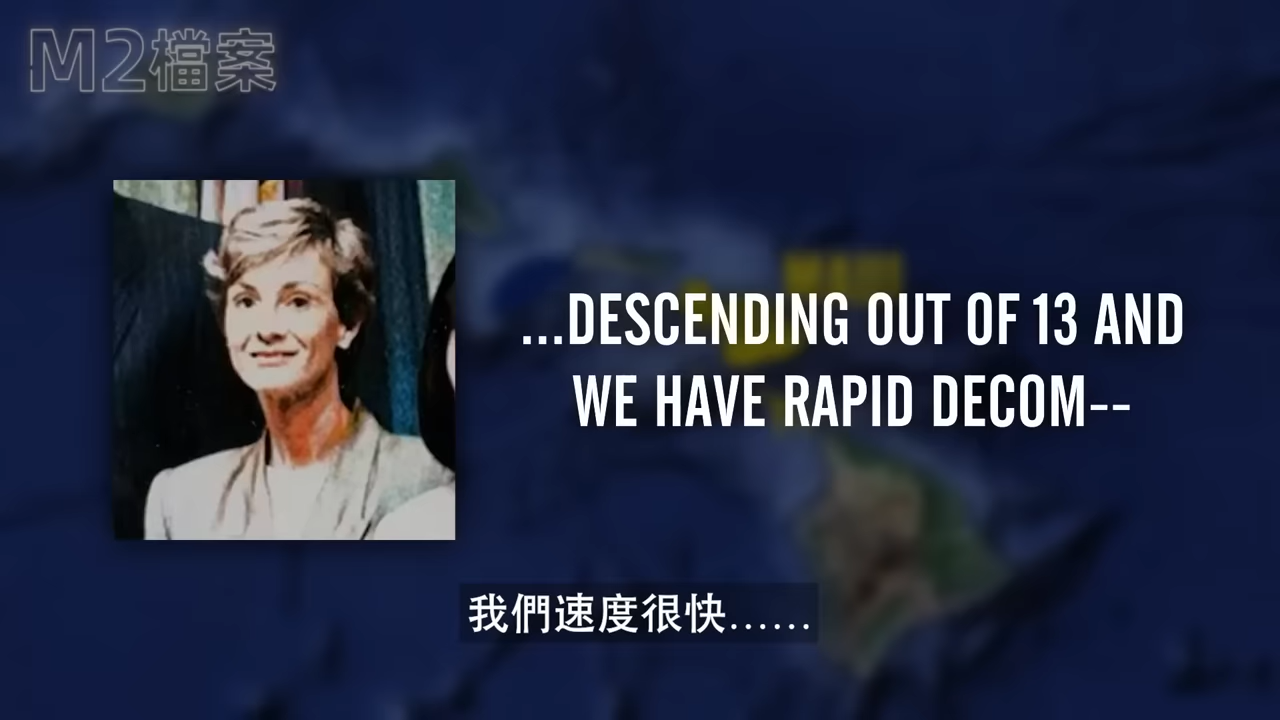 M2檔案
...DESCENDING OUT OF 13 AND
WE HAVE RAPID DECOM--
我們速度很快……